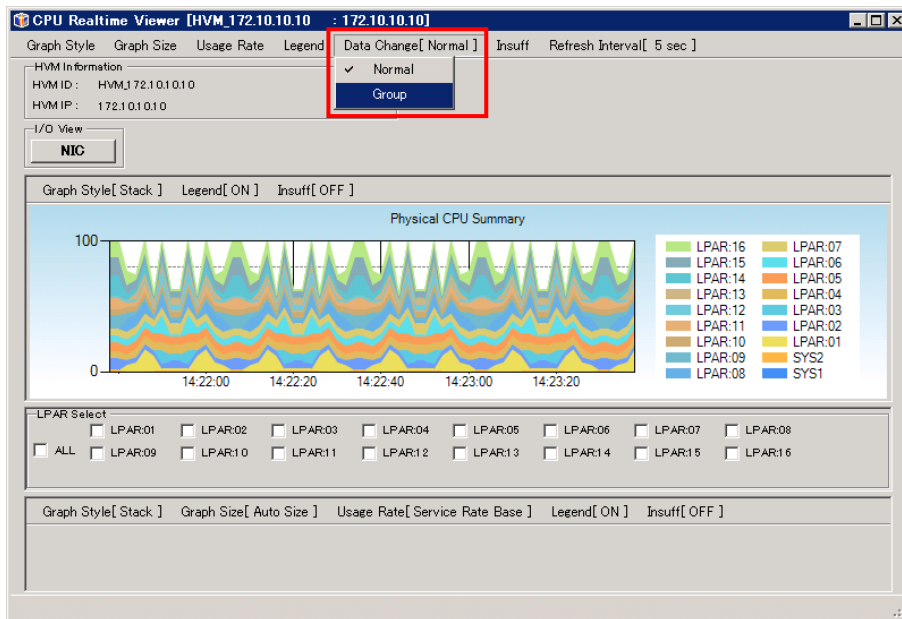 CPU Realtime Viewer [HVM_172.10.10.10 : 172.10.10.10]
Graph Style Graph Size Usage Rate Legend Data Change[ Normal ] Insuff Refresh Interval[ 5 sec ]
✓ Normal
Group
HVM Information
HVM ID : HVM_172.10.10.10
HVM IP : 172.10.10.10
I/O View
NIC
Graph Style[ Stack ] Legend[ ON ] Insuff[ OFF ]
Physical CPU Summary
100
0
14:22:00 14:22:20 14:22:40 14:23:00 14:23:20
LPAR:16 LPAR:07
LPAR:15 LPAR:06
LPAR:14 LPAR:05
LPAR:13 LPAR:04
LPAR:12 LPAR:03
LPAR:11 LPAR:02
LPAR:10 LPAR:01
LPAR:09 SYS2
LPAR:08 SYS1
LPAR Select
LPAR:01 LPAR:02 LPAR:03 LPAR:04 LPAR:05 LPAR:06 LPAR:07 LPAR:08
ALL LPAR:09 LPAR:10 LPAR:11 LPAR:12 LPAR:13 LPAR:14 LPAR:15 LPAR:16
Graph Style[ Stack ] Graph Size[ Auto Size ] Usage Rate[ Service Rate Base ] Legend[ ON ] Insuff[ OFF ]